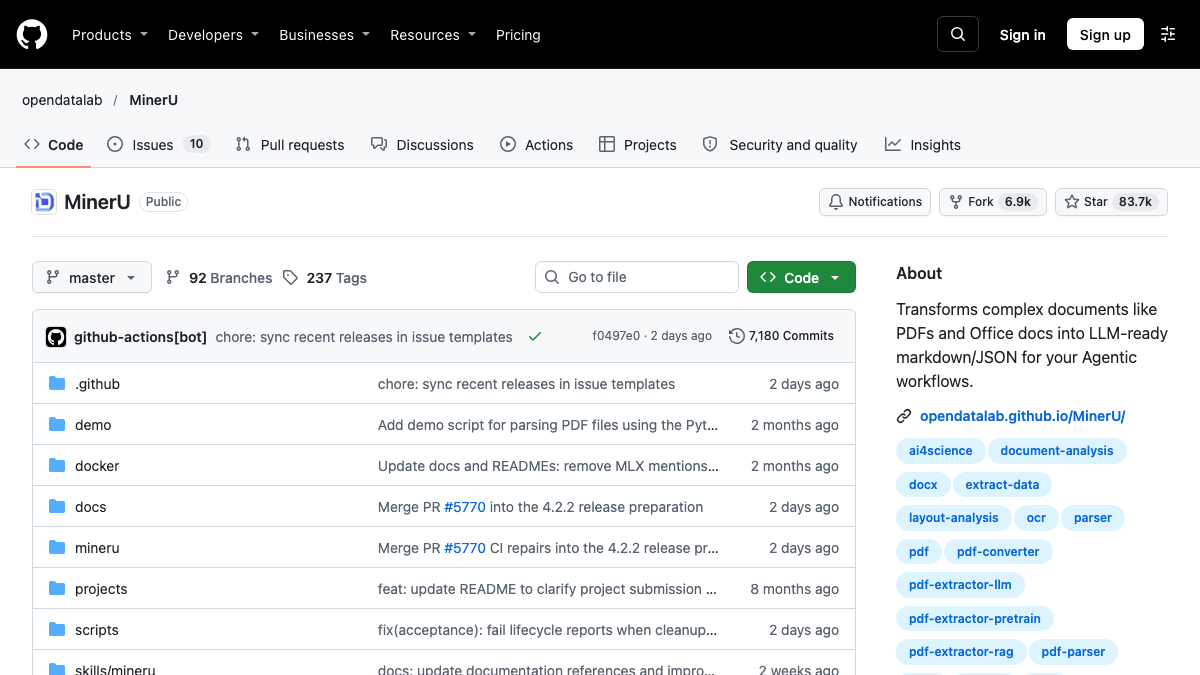 Products Developers Businesses Resources Pricing Sign in Sign up
opendatalab / MinerU
Code Issues 10 Pull requests Discussions Actions Projects Security and quality Insights
MinerU Public Notifications Fork 6.9k Star 83.7k
master 92 Branches 237 Tags Go to file Code
github-actions[bot] chore: sync recent releases in issue templates f0497e0 · 2 days ago 7,180 Commits
.github chore: sync recent releases in issue templates 2 days ago
demo Add demo script for parsing PDF files using the Pyt... 2 months ago
docker Update docs and READMEs: remove MLX mentions... 2 months ago
docs Merge PR #5770 into the 4.2.2 release preparation 2 days ago
mineru Merge PR #5770 CI repairs into the 4.2.2 release pr... 2 days ago
projects feat: update README to clarify project submission ... 8 months ago
scripts fix(acceptance): fail lifecycle reports when cleanup... 2 days ago
skills/mineru docs: update documentation references and impro... 2 weeks ago
About
Transforms complex documents like
PDFs and Office docs into LLM-ready
markdown/JSON for your Agentic
workflows.
opendatalab.github.io/MinerU/
ai4science document-analysis
docx extract-data
layout-analysis ocr parser
pdf pdf-converter
pdf-extractor-llm
pdf-extractor-pretrain
pdf-extractor-rag pdf-parser